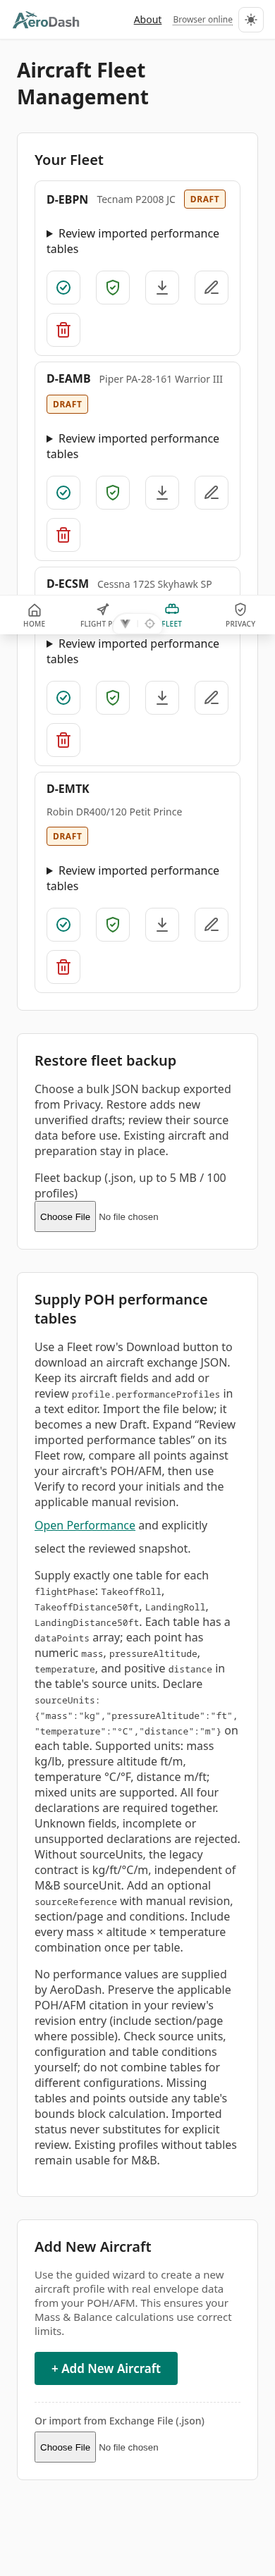 AeroDash
About
Browser online
Aircraft Fleet
Management
Your Fleet
D-EBPN Tecnam P2008 JC DRAFT
▶ Review imported performance
tables
D-EAMB Piper PA-28-161 Warrior III
DRAFT
▶ Review imported performance
tables
D-ECSM Cessna 172S Skyhawk SP
HOME
FLIGHT P
FLEET
PRIVACY
▶ Review imported performance
tables
D-EMTK
Robin DR400/120 Petit Prince
DRAFT
▶ Review imported performance
tables
Restore fleet backup
Choose a bulk JSON backup exported
from Privacy. Restore adds new
unverified drafts; review their source
data before use. Existing aircraft and
preparation stay in place.
Fleet backup (.json, up to 5 MB / 100
profiles)
Choose File No file chosen
Supply POH performance
tables
Use a Fleet row's Download button to
download an aircraft exchange JSON.
Keep its aircraft fields and add or
review profile.performanceProfiles in
a text editor. Import the file below; it
becomes a new Draft. Expand “Review
imported performance tables” on its
Fleet row, compare all points against
your aircraft's POH/AFM, then use
Verify to record your initials and the
applicable manual revision.
Open Performance and explicitly
select the reviewed snapshot.
Supply exactly one table for each
flightPhase: TakeoffRoll,
TakeoffDistance50ft, LandingRoll,
LandingDistance50ft. Each table has a
dataPoints array; each point has
numeric mass, pressureAltitude,
temperature, and positive distance in
the table's source units. Declare
sourceUnits:
{"mass":"kg","pressureAltitude":"ft",
"temperature":"°C","distance":"m"} on
each table. Supported units: mass
kg/lb, pressure altitude ft/m,
temperature °C/°F, distance m/ft;
mixed units are supported. All four
declarations are required together.
Unknown fields, incomplete or
unsupported declarations are rejected.
Without sourceUnits, the legacy
contract is kg/ft/°C/m, independent of
M&B sourceUnit. Add an optional
sourceReference with manual revision,
section/page and conditions. Include
every mass × altitude × temperature
combination once per table.
No performance values are supplied
by AeroDash. Preserve the applicable
POH/AFM citation in your review's
revision entry (include section/page
where possible). Check source units,
configuration and table conditions
yourself; do not combine tables for
different configurations. Missing
tables and points outside any table's
bounds block calculation. Imported
status never substitutes for explicit
review. Existing profiles without tables
remain usable for M&B.
Add New Aircraft
Use the guided wizard to create a new
aircraft profile with real envelope data
from your POH/AFM. This ensures your
Mass & Balance calculations use correct
limits.
+ Add New Aircraft
Or import from Exchange File (.json)
Choose File No file chosen